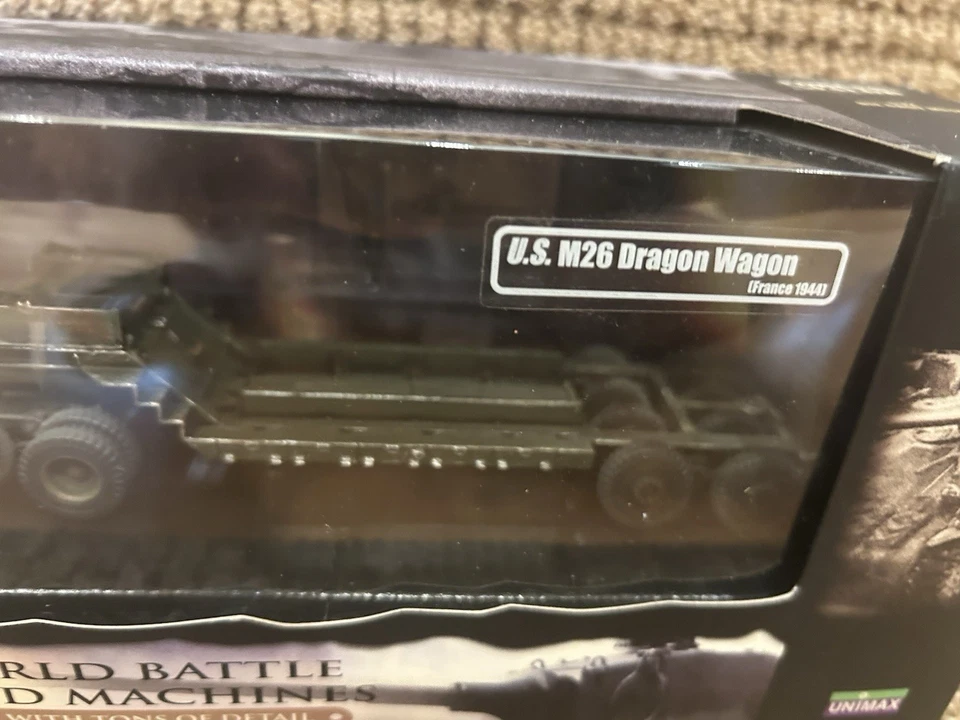 U.S. M26 Dragon Wagon
(France 1944)
RLD BATTLE
D MACHINES
WITH TONS OF DETAIL
UNIMAX